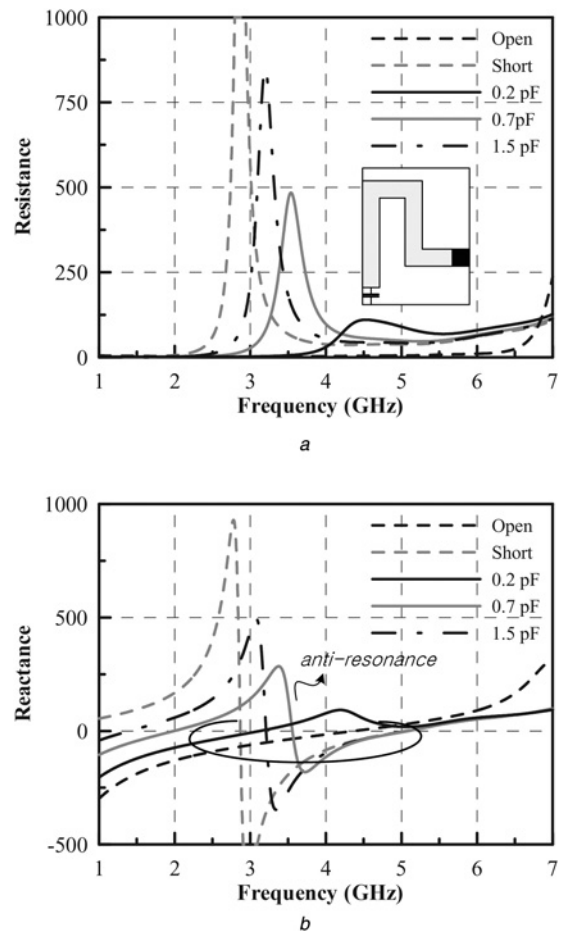 1000
750
500
250
0
Resistance
Open
Short
0.2 pF
0.7pF
1.5 pF
1 2 3 4 5 6 7
Frequency (GHz)
a
1000
500
0
-500
Reactance
Open
Short
0.2 pF
0.7 pF
1.5 pF
anti-resonance
1 2 3 4 5 6 7
Frequency (GHz)
b